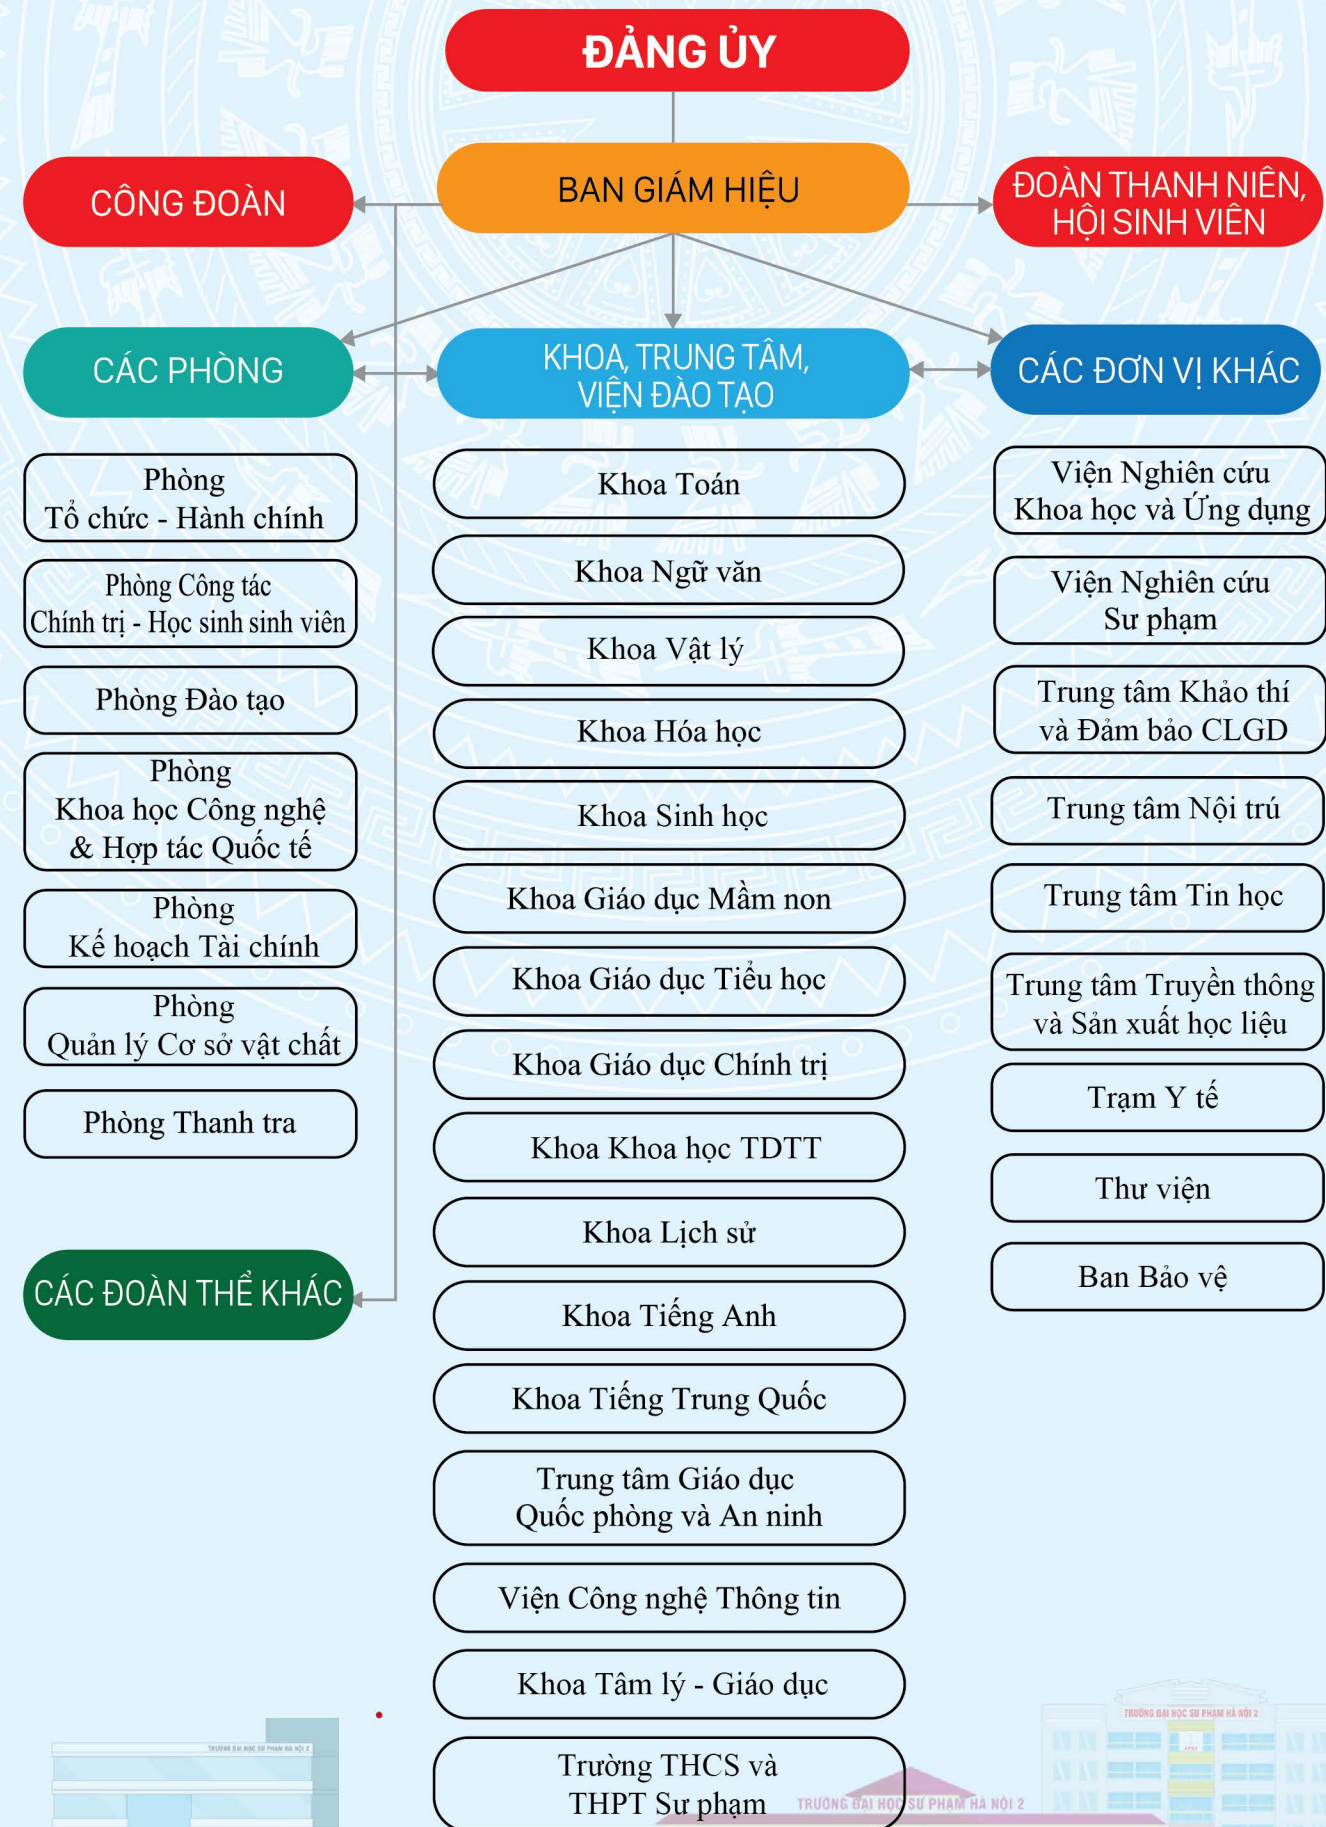 ĐẢNG ỦY
CÔNG ĐOÀN
BAN GIÁM HIỆU
ĐOÀN THANH NIÊN,
HỘI SINH VIÊN
CÁC PHÒNG
KHOA, TRUNG TÂM,
VIỆN ĐÀO TẠO
CÁC ĐƠN VỊ KHÁC
Phòng
Tổ chức - Hành chính
Phòng Công tác
Chính trị - Học sinh sinh viên
Phòng Đào tạo
Phòng
Khoa học Công nghệ
& Hợp tác Quốc tế
Phòng
Kế hoạch Tài chính
Phòng
Quản lý Cơ sở vật chất
Phòng Thanh tra
CÁC ĐOÀN THỂ KHÁC
Khoa Toán
Khoa Ngữ văn
Khoa Vật lý
Khoa Hóa học
Khoa Sinh học
Khoa Giáo dục Mầm non
Khoa Giáo dục Tiểu học
Khoa Giáo dục Chính trị
Khoa Khoa học TDTT
Khoa Lịch sử
Khoa Tiếng Anh
Khoa Tiếng Trung Quốc
Trung tâm Giáo dục
Quốc phòng và An ninh
Viện Công nghệ Thông tin
Khoa Tâm lý - Giáo dục
Trường THCS và
THPT Sư phạm
Viện Nghiên cứu
Khoa học và Ứng dụng
Viện Nghiên cứu
Sư phạm
Trung tâm Khảo thí
và Đảm bảo CLGD
Trung tâm Nội trú
Trung tâm Tin học
Trung tâm Truyền thông
và Sản xuất học liệu
Trạm Y tế
Thư viện
Ban Bảo vệ
TRƯỜNG ĐẠI HỌC SƯ PHẠM HÀ NỘI 2
TRƯỜNG ĐẠI HỌC SƯ PHẠM HÀ NỘI 2
TRƯỜNG ĐẠI HỌC SƯ PHẠM HÀ NỘI 2